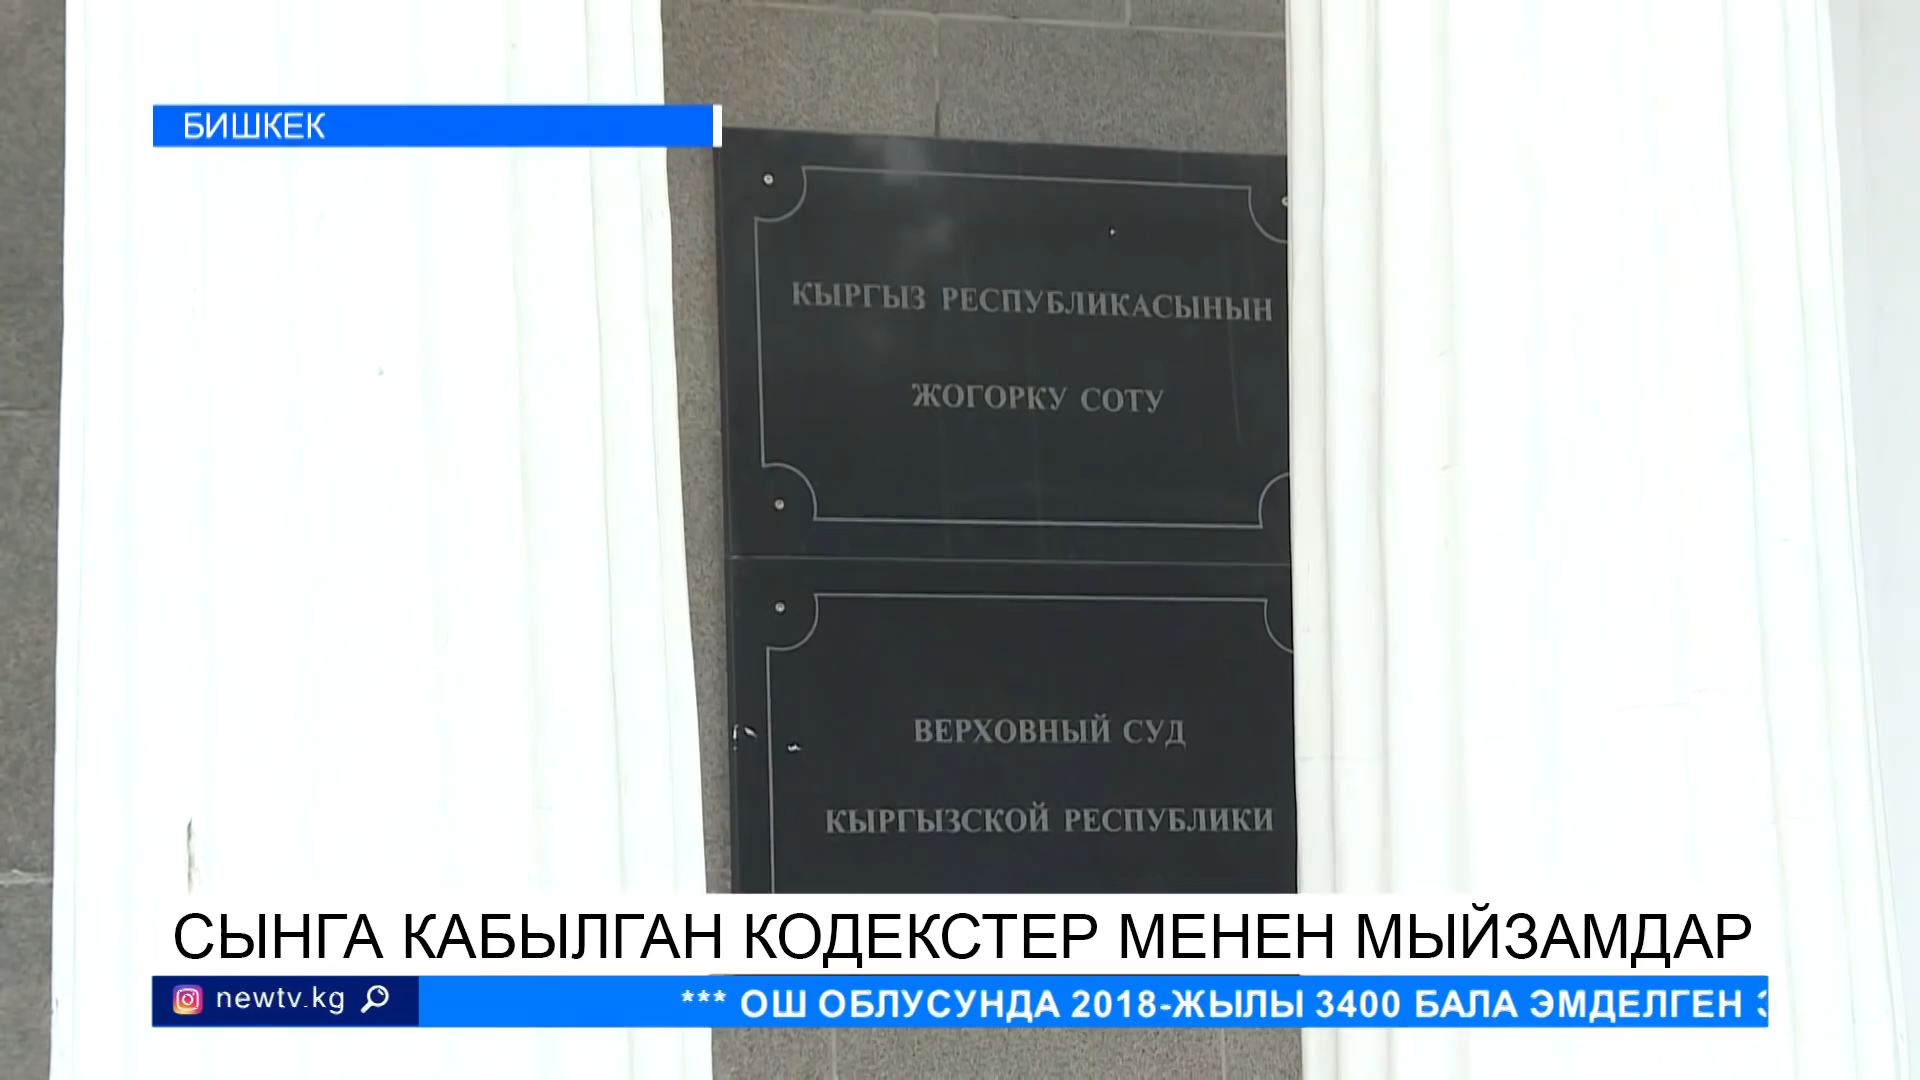 БИШКЕК
КЫРГЫЗ РЕСПУБЛИКАСЫНЫН
ЖОГОРКУ СОТУ
ВЕРХОВНЫЙ СУД
КЫРГЫЗСКОЙ РЕСПУБЛИКИ
СЫНГА КАБЫЛГАН КОДЕКСТЕР МЕНЕН МЫЙЗАМДАР
newtv.kg
*** ОШ ОБЛУСУНДА 2018-ЖЫЛЫ 3400 БАЛА ЭМДЕЛГЕН